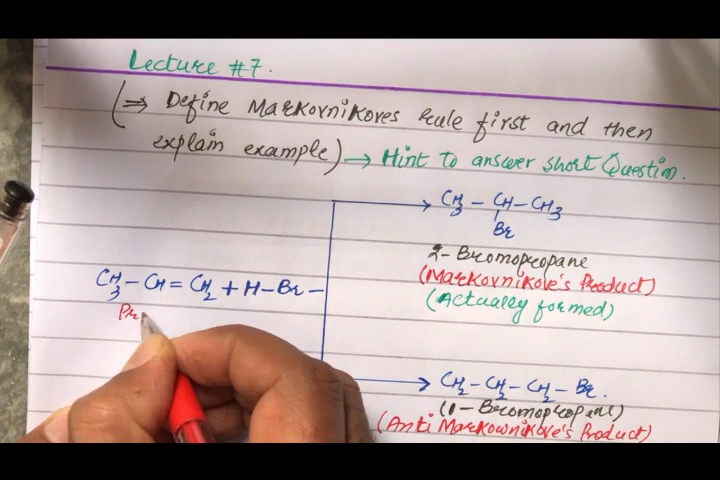 Lecture #7.
(⇒ Define Markovnikoves rule first and then
explain example) → Hint to answer short Question.
CH3 – CH – CH3
Br
2-Bromopropane
(Markovnikove's Product)
(Actually formed)
CH3 – CH = CH2 + H – Br –
Pr
CH2 – CH2 – CH2 – Br.
(1-Bromopropane)
(Anti Markownikove's Product)